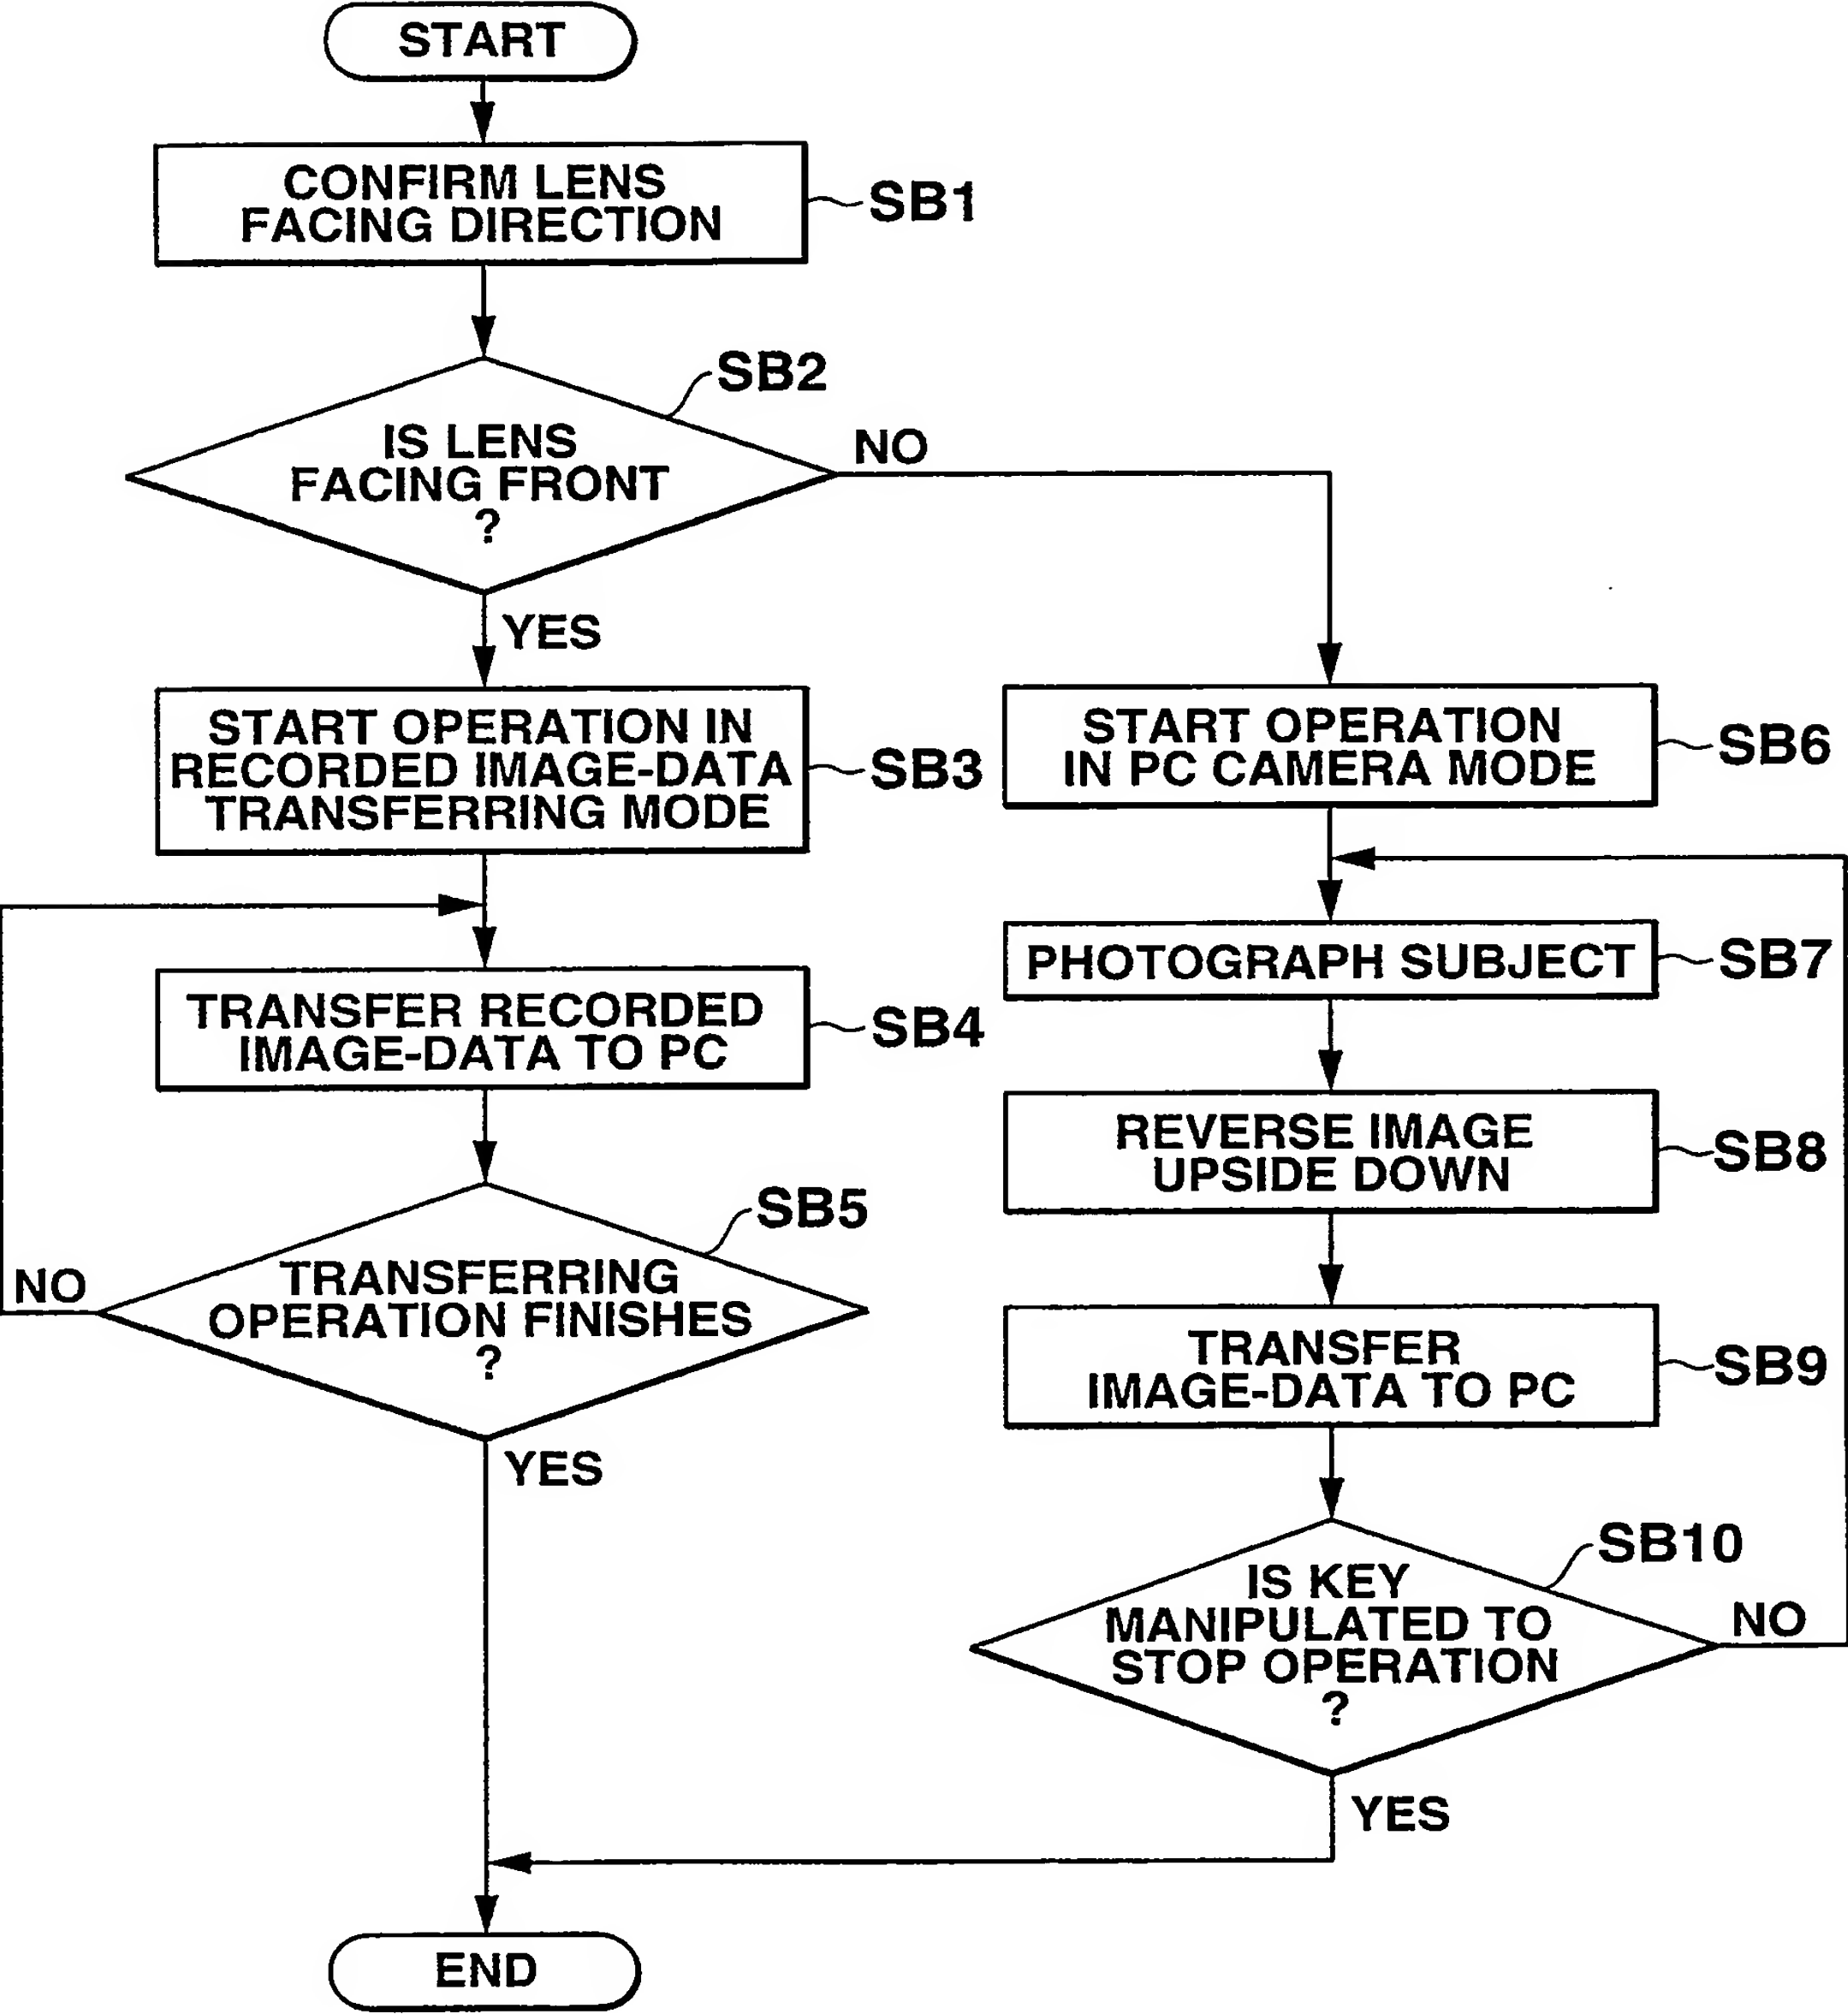 START
CONFIRM LENS
FACING DIRECTION
SB1
SB2
IS LENS
FACING FRONT
?
NO
YES
START OPERATION IN
RECORDED IMAGE-DATA
TRANSFERRING MODE
SB3
TRANSFER RECORDED
IMAGE-DATA TO PC
SB4
SB5
TRANSFERRING
OPERATION FINISHES
?
NO
YES
START OPERATION
IN PC CAMERA MODE
SB6
PHOTOGRAPH SUBJECT
SB7
REVERSE IMAGE
UPSIDE DOWN
SB8
TRANSFER
IMAGE-DATA TO PC
SB9
SB10
IS KEY
MANIPULATED TO
STOP OPERATION
?
NO
YES
END